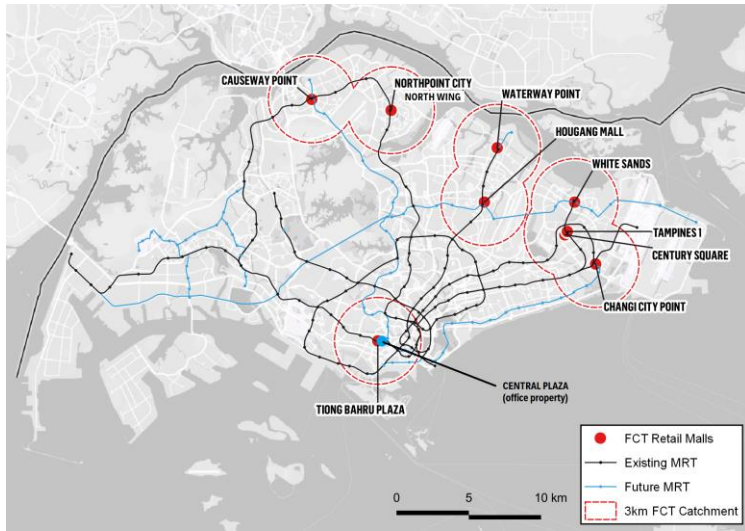 CAUSEWAY POINT
NORTHPOINT CITY
NORTH WING
WATERWAY POINT
HOUGANG MALL
WHITE SANDS
TAMPINES 1
CENTURY SQUARE
CHANGI CITY POINT
CENTRAL PLAZA
(office property)
TIONG BAHRU PLAZA
FCT Retail Malls
Existing MRT
Future MRT
3km FCT Catchment
0 5 10 km